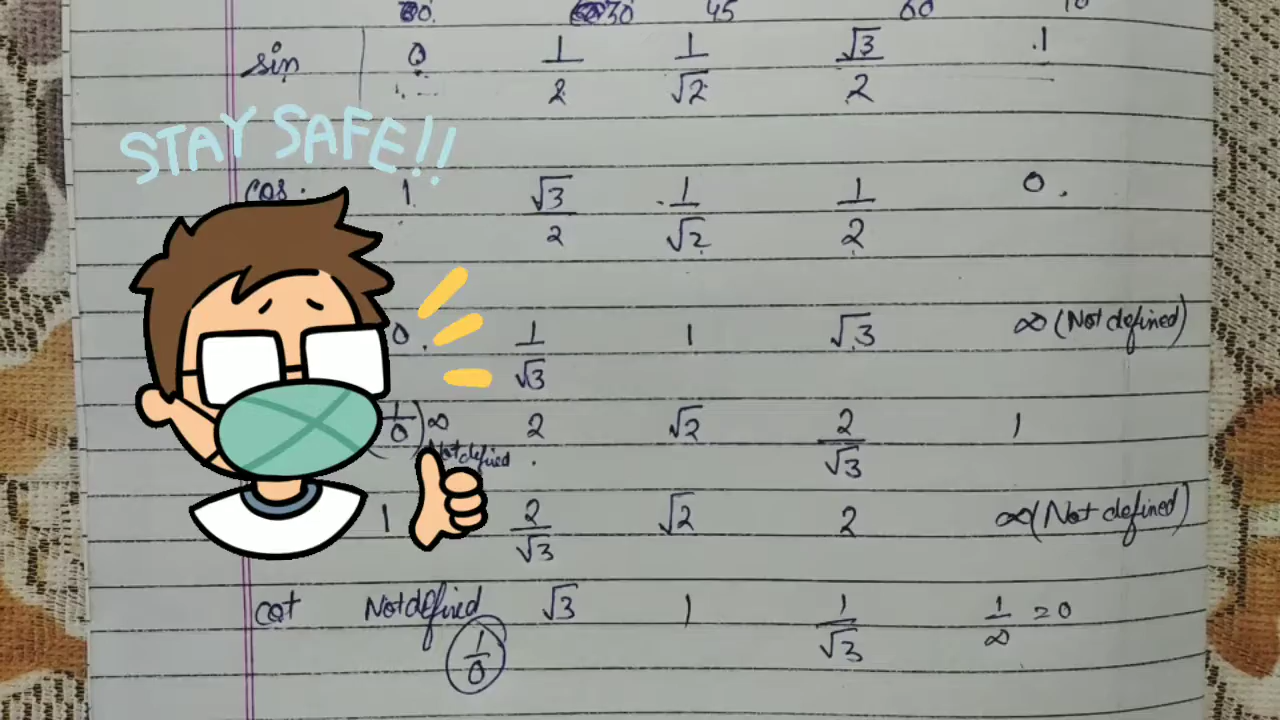 30 45 60
sin 0 1/2 1/√2 √3/2 1
STAY SAFE!!
cos 1 √3/2 1/√2 1/2 0
0 1/√3 1 √3 ∞ (Not defined)
(1/0) ∞ Not defined 2 √2 2/√3 1
1 2/√3 √2 2 ∞ (Not defined)
cot Not defined 1/0 √3 1 1/√3 1/∞ = 0